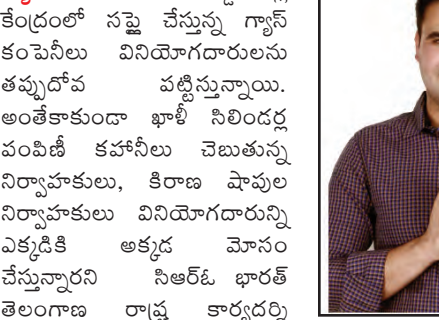 కేంద్రంలో సప్లై చేస్తున్న గ్యాస్
కంపెనీలు వినియోగదారులను
తప్పుదోవ పట్టిస్తున్నాయి.
అంతేకాకుండా ఖాళీ సిలిండర్ల
పంపిణీ కహానీలు చెబుతున్న
నిర్వాహకులు, కిరాణ షాపుల
నిర్వాహకులు వినియోగదారున్ని
ఎక్కడికి అక్కడ మోసం
చేస్తున్నారని సిఆర్ఓ భారత్
తెలంగాణ రాష్ట్ర కార్యదర్శి